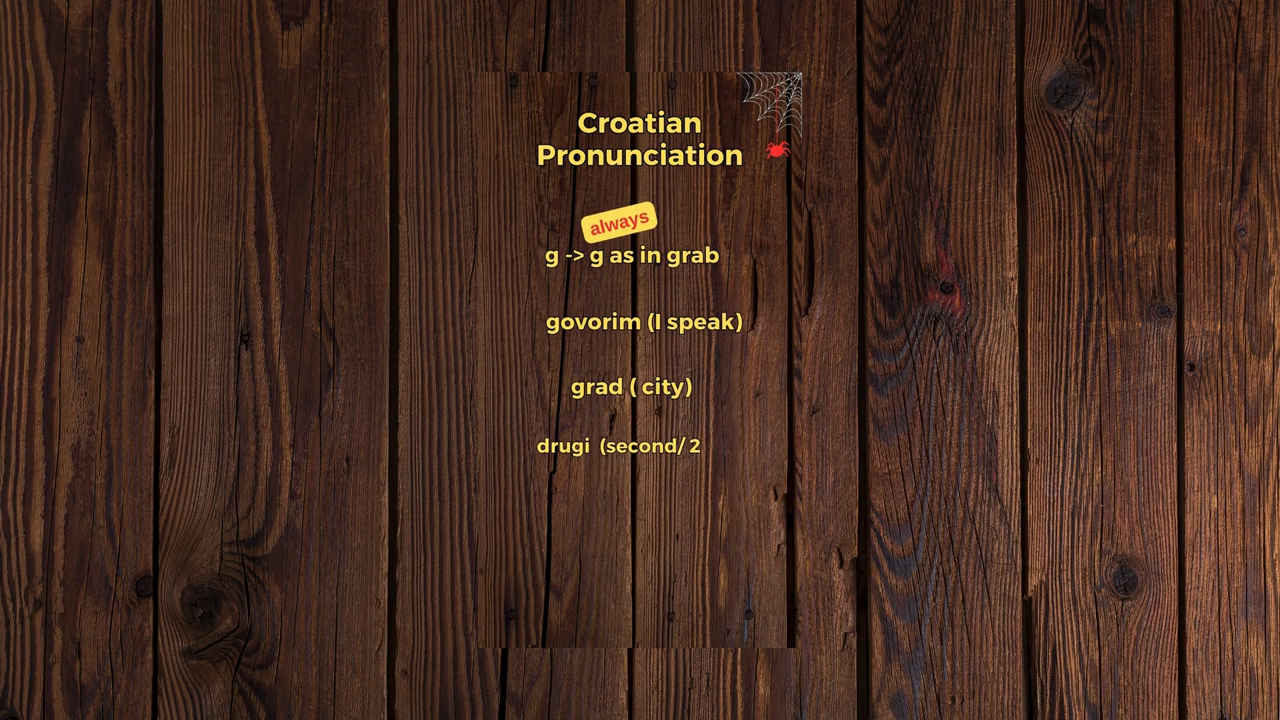 Croatian
Pronunciation
always
g -> g as in grab
govorim (I speak)
grad ( city)
drugi (second/ 2